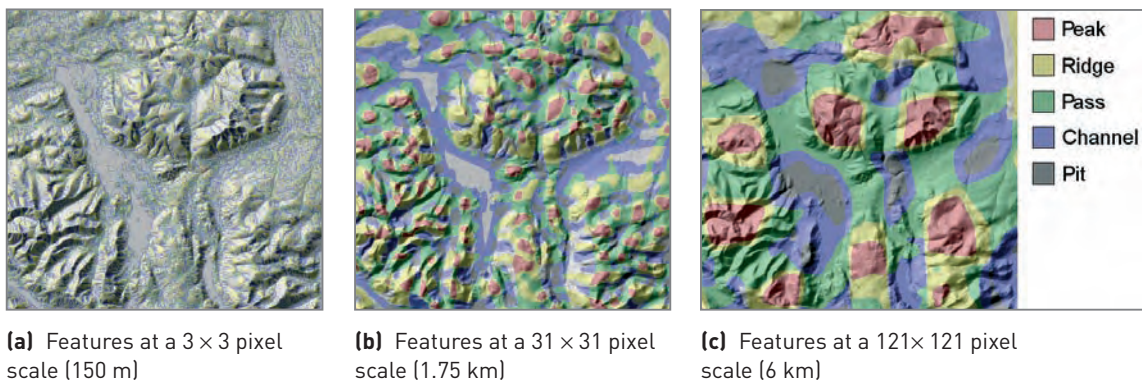 Peak
Ridge
Pass
Channel
Pit
(a) Features at a 3 × 3 pixel
scale (150 m)
(b) Features at a 31 × 31 pixel
scale (1.75 km)
(c) Features at a 121× 121 pixel
scale (6 km)